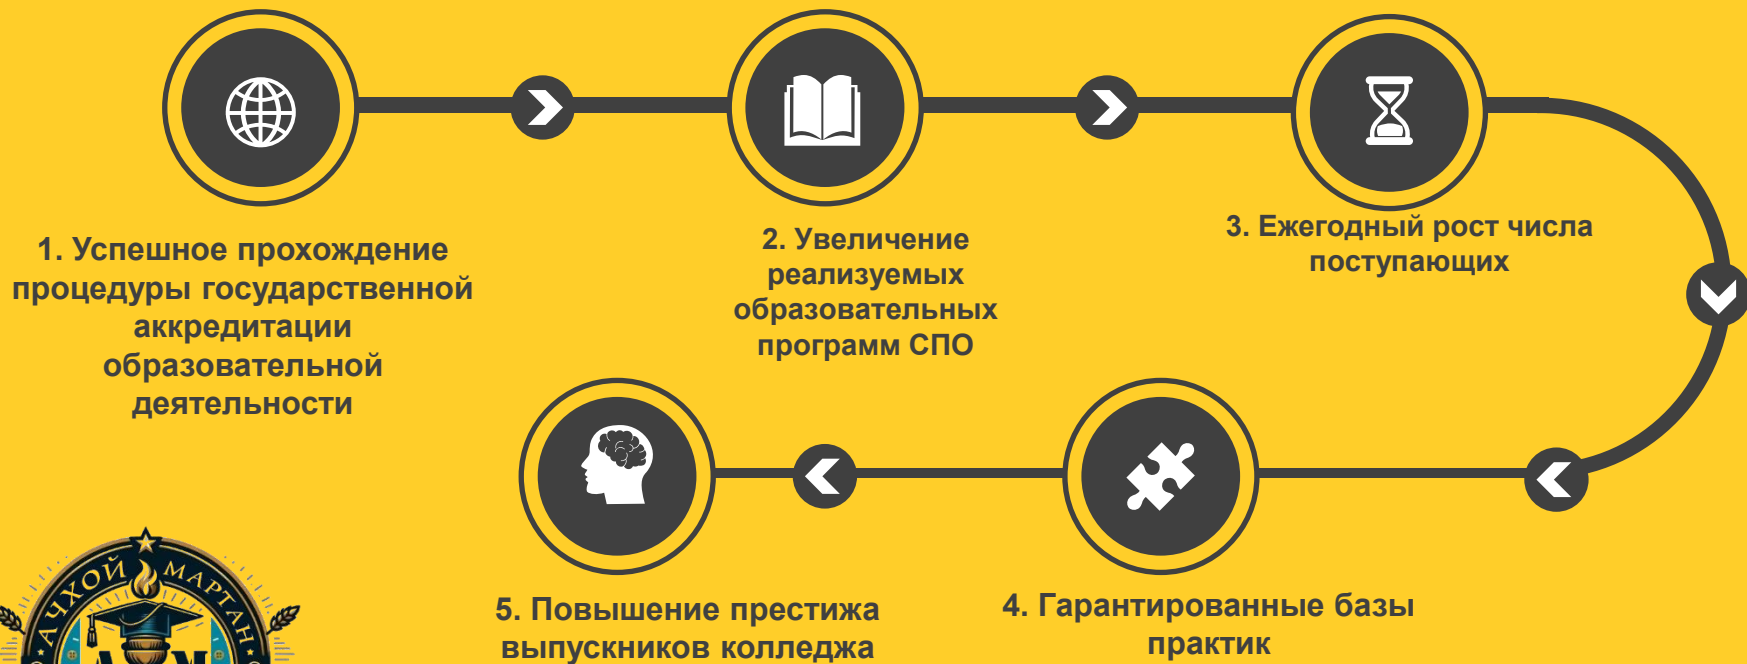 1. Успешное прохождение
процедуры государственной
аккредитации
образовательной
деятельности
2. Увеличение
реализуемых
образовательных
программ СПО
3. Ежегодный рост числа
поступающих
4. Гарантированные базы
практик
5. Повышение престижа
выпускников колледжа
АЧХОЙ МАРТАН